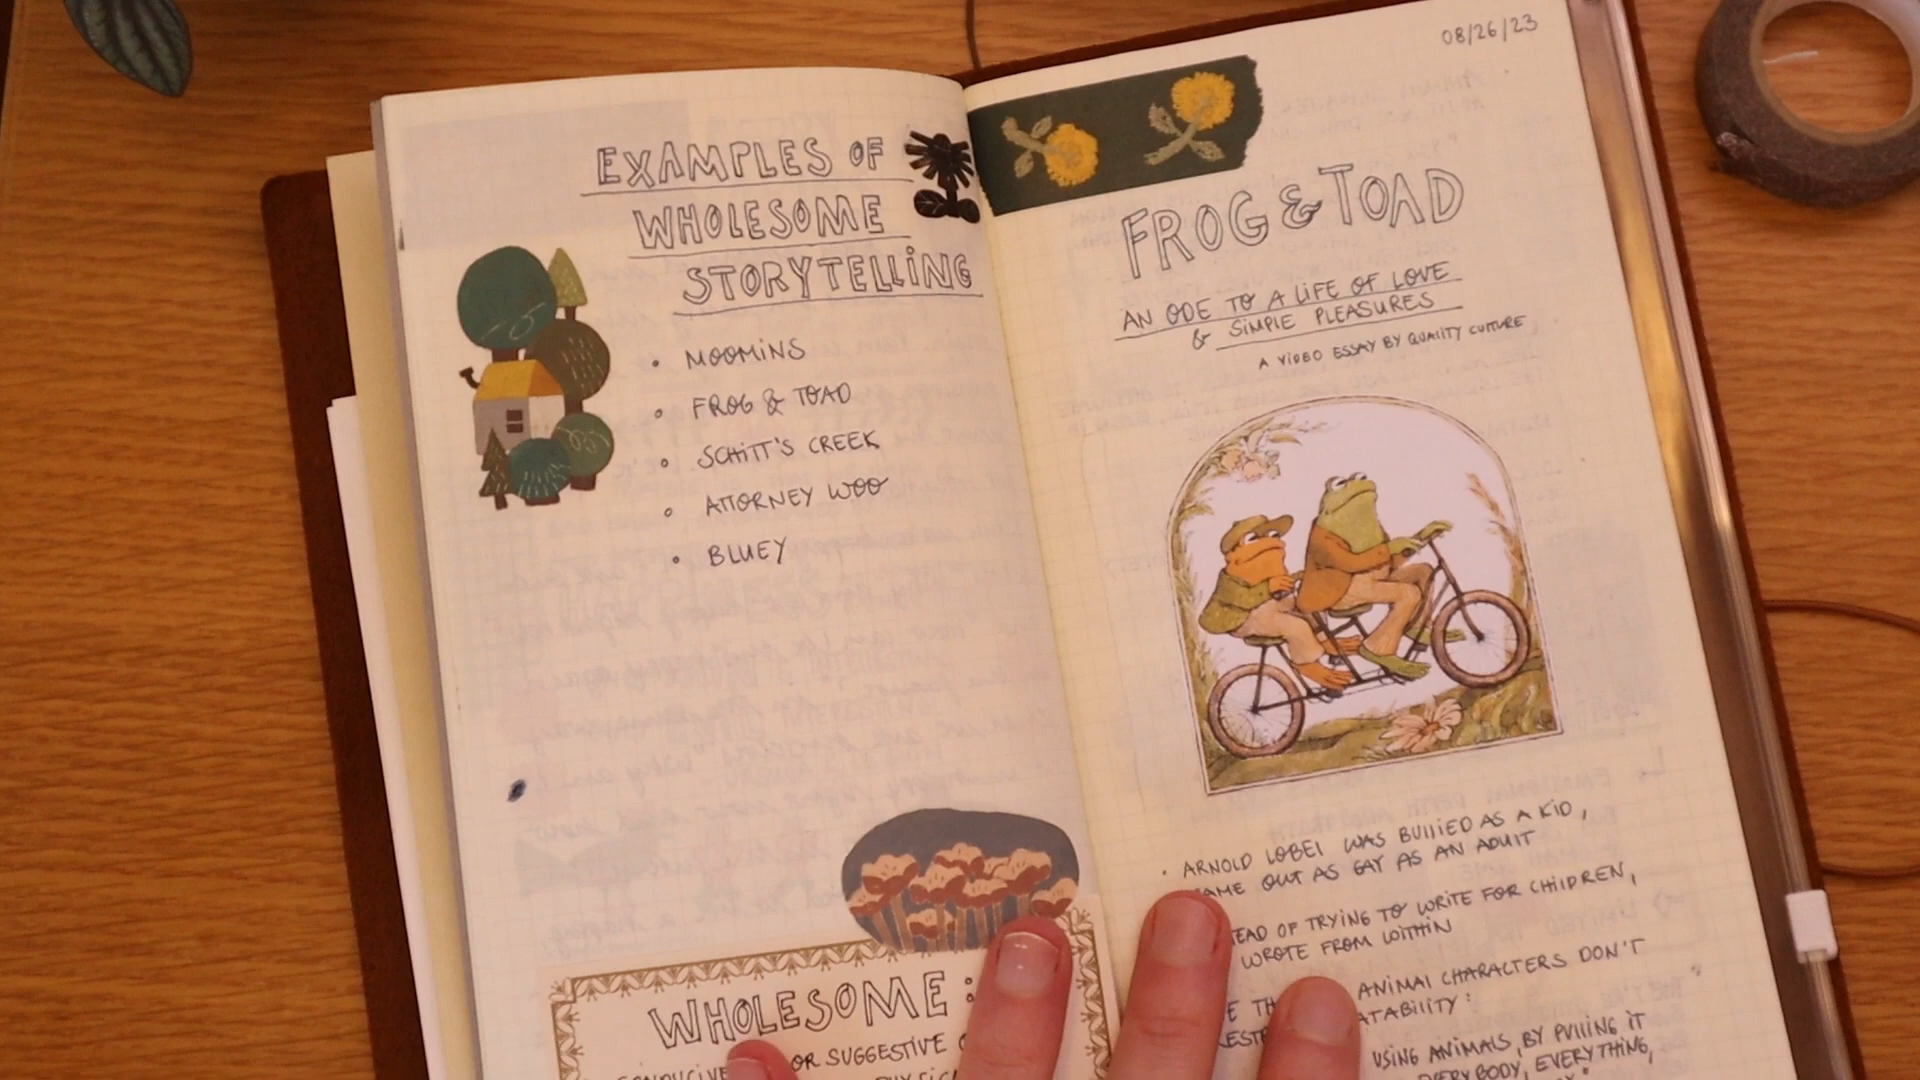 EXAMPLES OF
WHOLESOME
STORYTELLING
• MOOMINS
• FROG & TOAD
• SCHITT'S CREEK
• ATTORNEY WOO
• BLUEY
WHOLESOME:
OR SUGGESTIVE
08/26/23
FROG & TOAD
AN ODE TO A LIFE OF LOVE
& SIMPLE PLEASURES
A VIDEO ESSAY BY QUALITY CULTURE
• ARNOLD LOBEL WAS BULLIED AS A KID,
CAME OUT AS GAY AS AN ADULT
OF TRYING TO WRITE FOR CHILDREN,
WROTE FROM WITHIN
ANIMAL CHARACTERS DON'T
USING ANIMALS, BY PULLING IT
EVERYBODY, EVERYTHING,